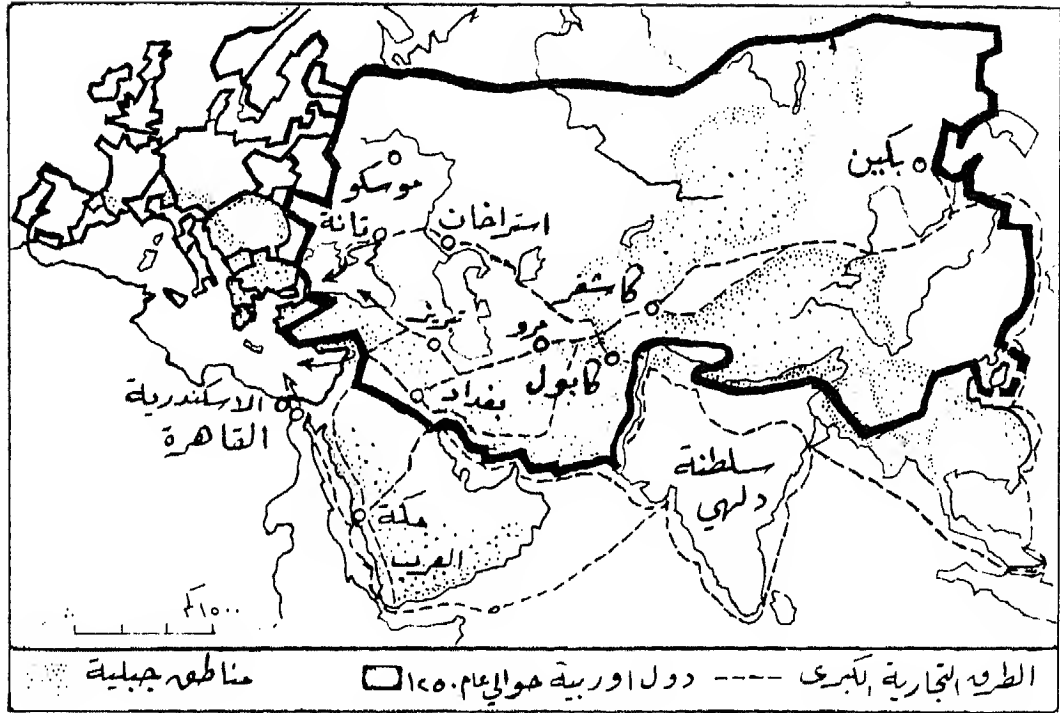 بكين
موسكو
تانة
استراخان
كاشغر
تبريز
مرو
كابول
بغداد
الاسكندرية
القاهرة
سلطنة
دلهي
مكة
العرب
١٥٠٠كم
الطرق التجارية الكبرى
دول اوربية حوالي عام ١٢٥٠
مناطق جبلية